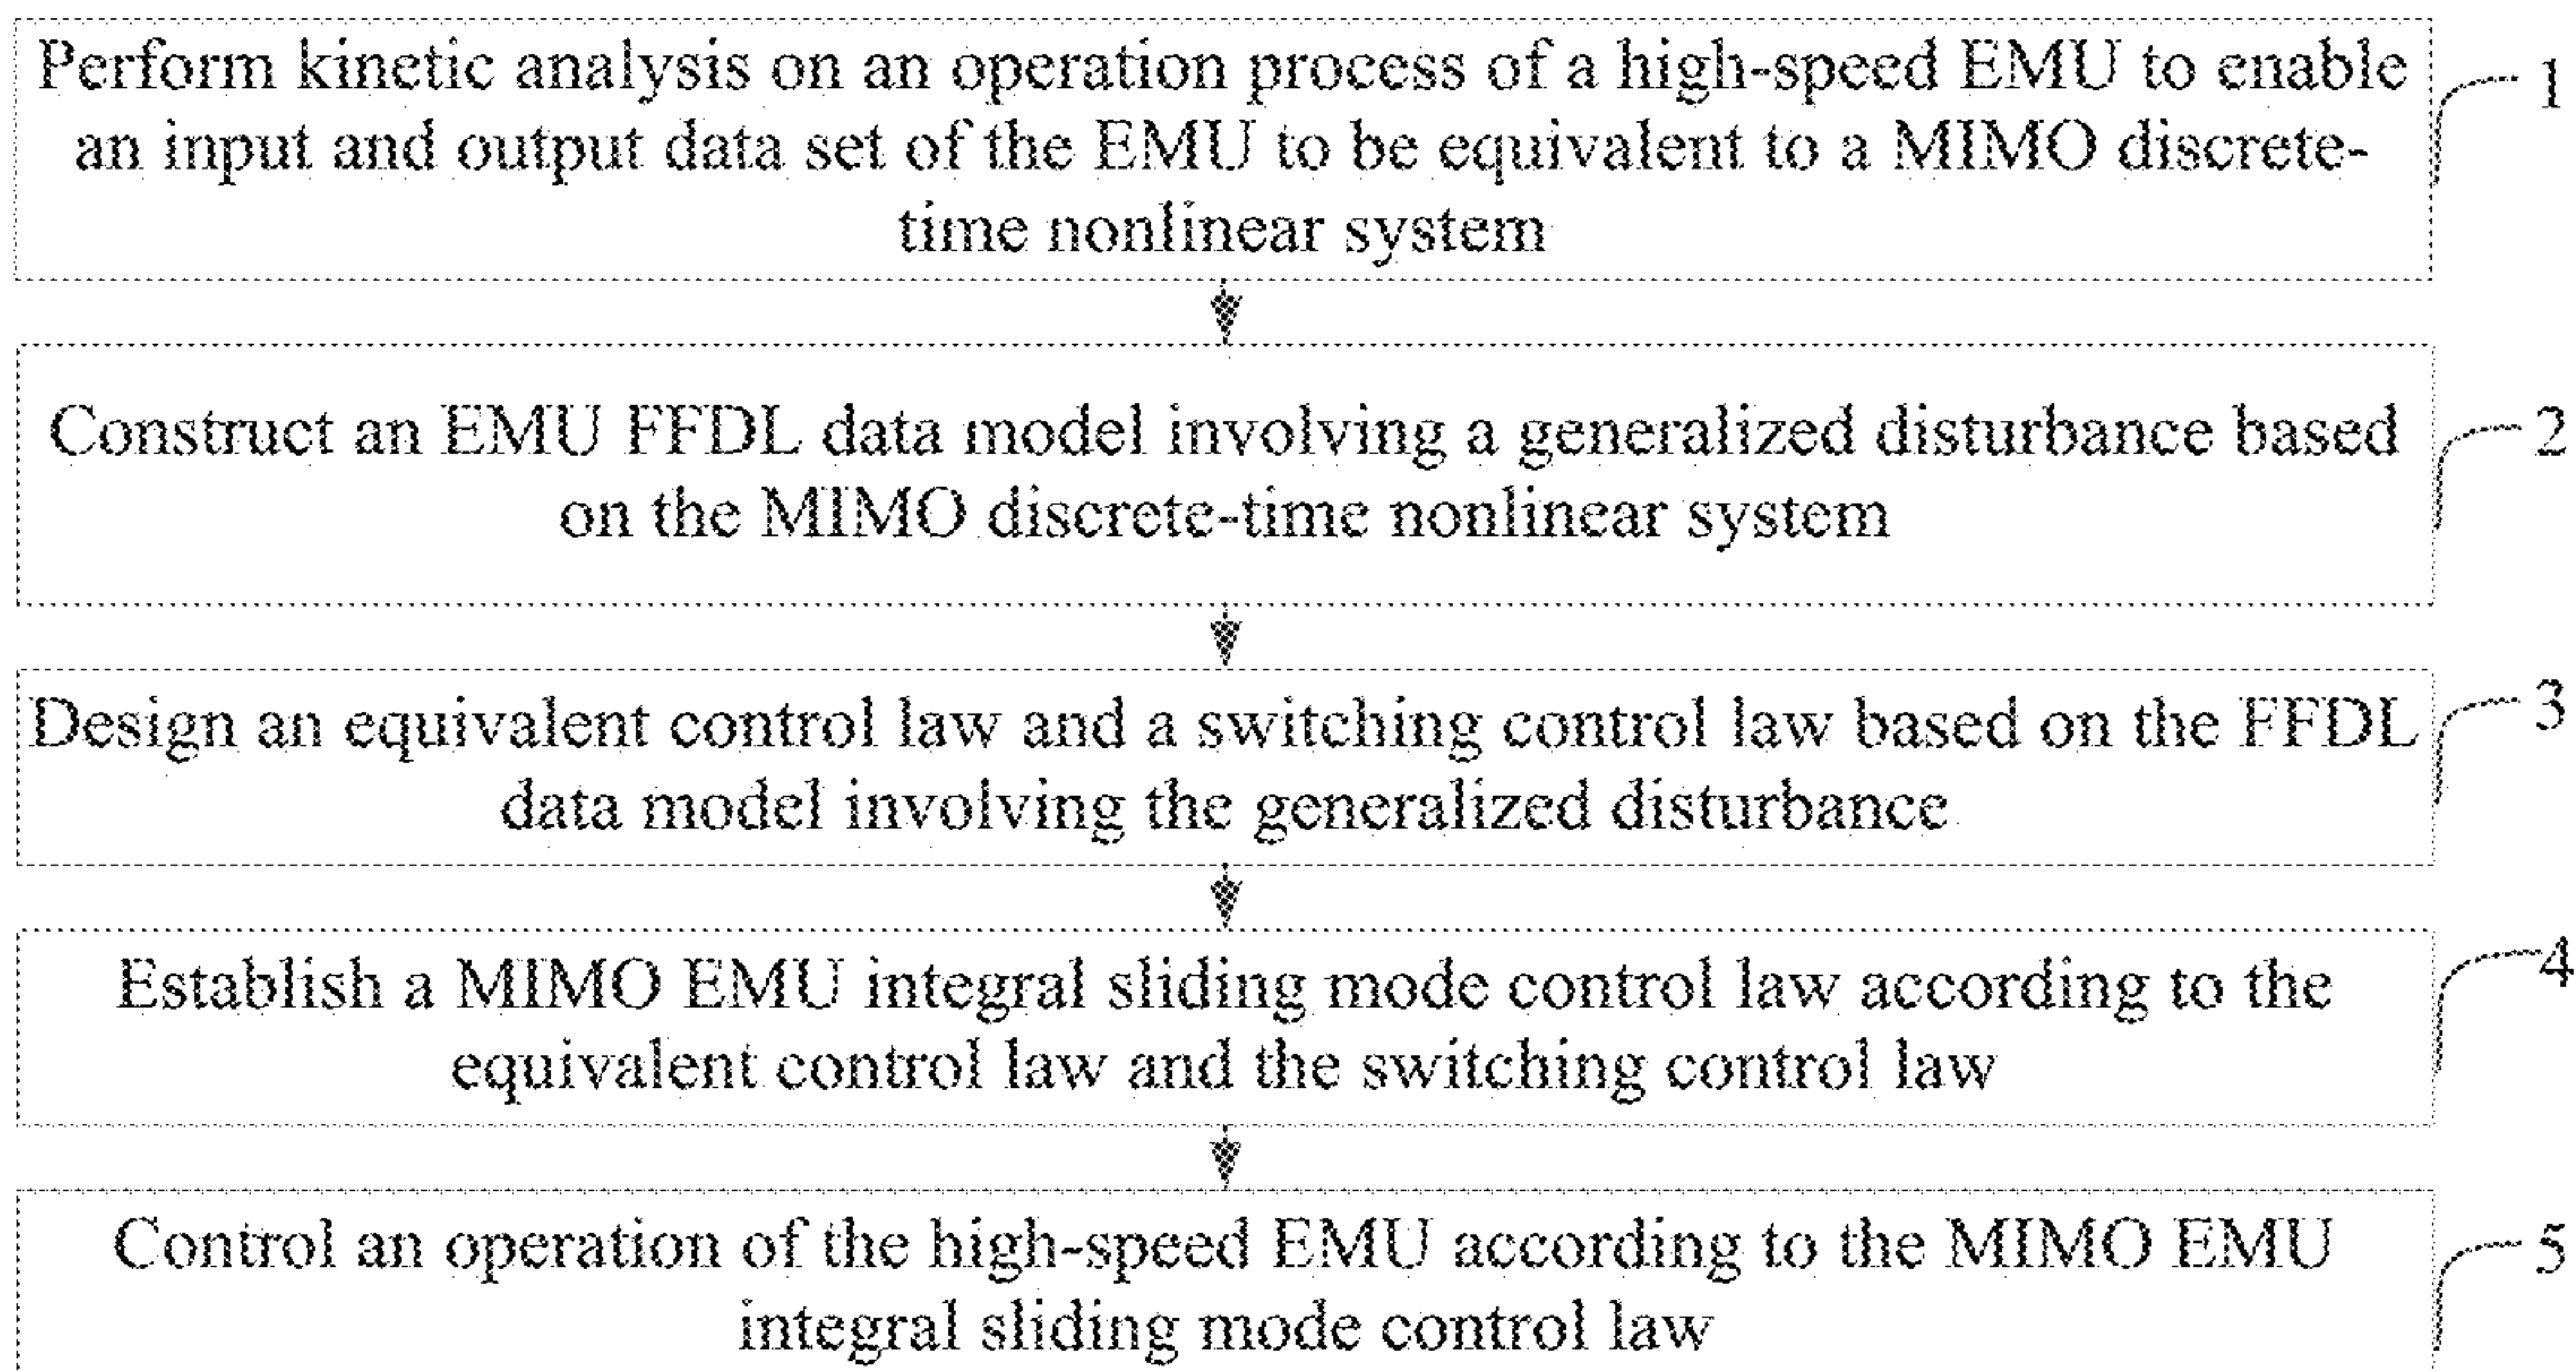 Perform kinetic analysis on an operation process of a high-speed EMU to enable
1
an input and output data set of the EMU to be equivalent to a MIMO discrete-
time nonlinear system
Construct an EMU FFDL data model involving a generalized disturbance based
2
on the MIMO discrete-time nonlinear system
Design an equivalent control law and a switching control law based on the FFDL
3
data model involving the generalized disturbance
Establish a MIMO EMU integral sliding mode control law according to the
4
equivalent control law and the switching control law
Control an operation of the high-speed EMU according to the MIMO EMU
5
integral sliding mode control law